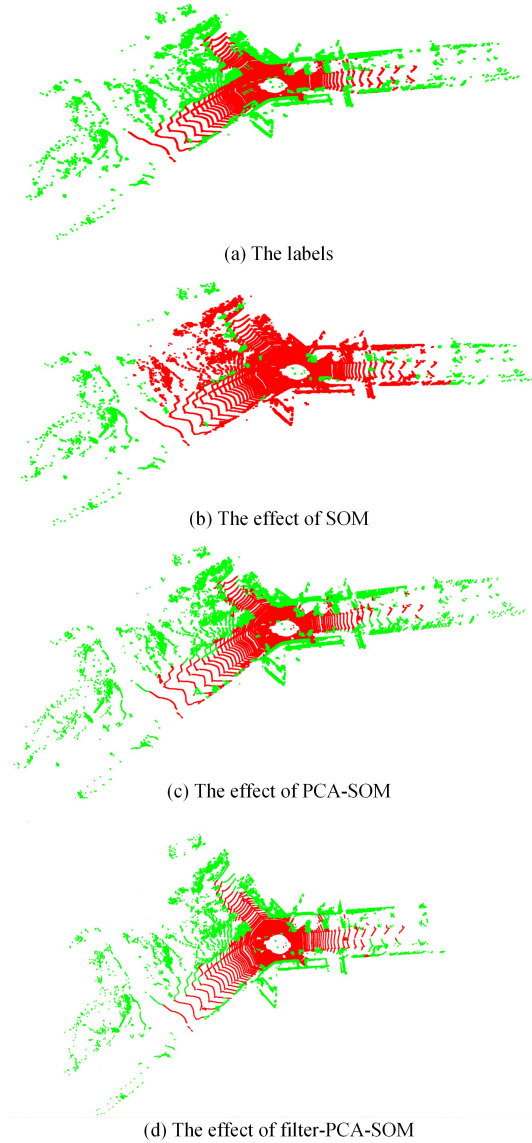 (a) The labels
(b) The effect of SOM
(c) The effect of PCA-SOM
(d) The effect of filter-PCA-SOM